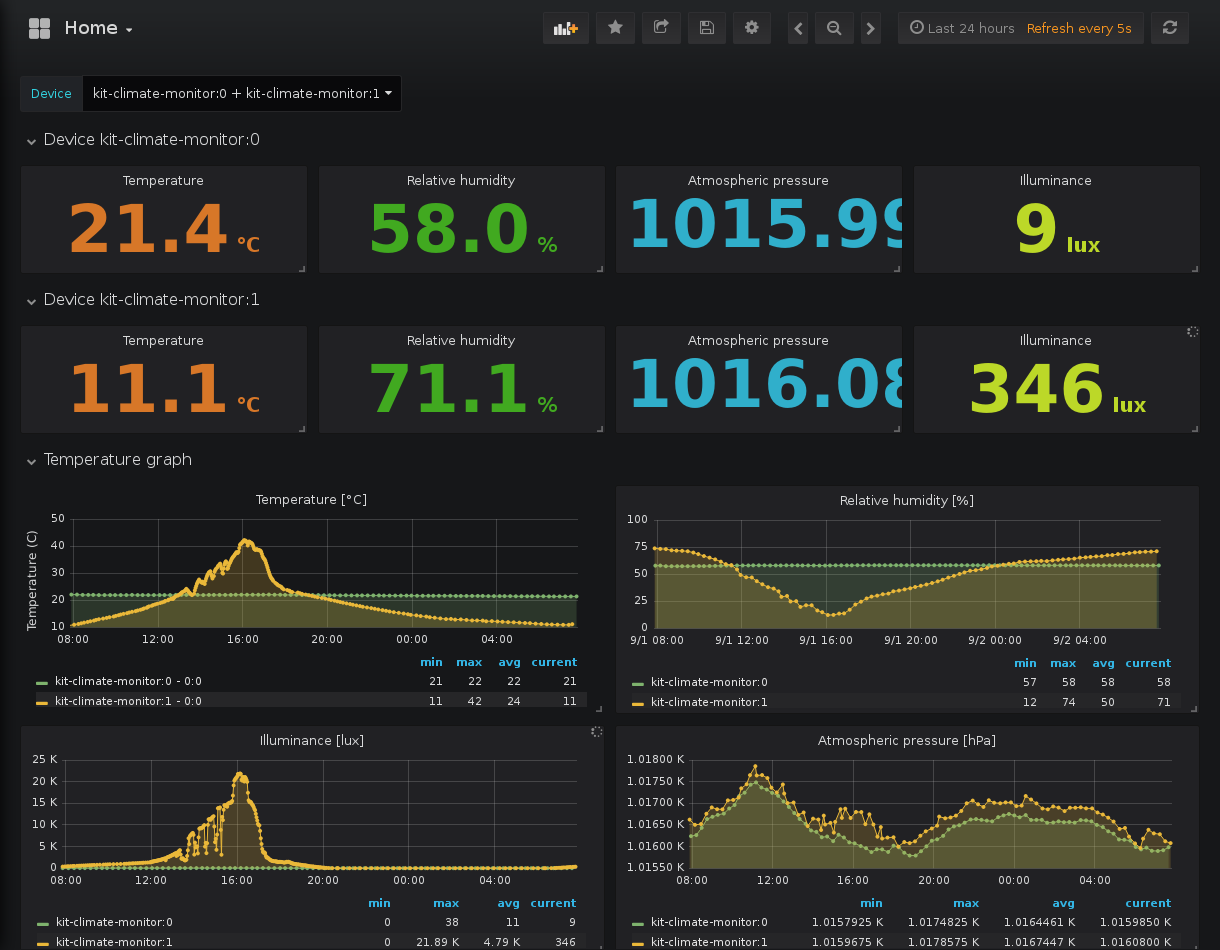 Home
Last 24 hours Refresh every 5s
Device kit-climate-monitor:0 + kit-climate-monitor:1
Device kit-climate-monitor:0
Temperature Relative humidity Atmospheric pressure Illuminance
21.4 °C 58.0 % 1015.99 9 lux
Device kit-climate-monitor:1
Temperature Relative humidity Atmospheric pressure Illuminance
11.1 °C 71.1 % 1016.08 346 lux
Temperature graph
Temperature [°C]
Temperature (C)
50
40
30
20
10
08:00 12:00 16:00 20:00 00:00 04:00
min max avg current
kit-climate-monitor:0 - 0:0 21 22 22 21
kit-climate-monitor:1 - 0:0 11 42 24 11
Relative humidity [%]
100
75
50
25
0
9/1 08:00 9/1 12:00 9/1 16:00 9/1 20:00 9/2 00:00 9/2 04:00
min max avg current
kit-climate-monitor:0 57 58 58 58
kit-climate-monitor:1 12 74 50 71
Illuminance [lux]
25 K
20 K
15 K
10 K
5 K
0
08:00 12:00 16:00 20:00 00:00 04:00
min max avg current
kit-climate-monitor:0 0 38 11 9
kit-climate-monitor:1 0 21.89 K 4.79 K 346
Atmospheric pressure [hPa]
1.01800 K
1.01750 K
1.01700 K
1.01650 K
1.01600 K
1.01550 K
08:00 12:00 16:00 20:00 00:00 04:00
min max avg current
kit-climate-monitor:0 1.0157925 K 1.0174825 K 1.0164461 K 1.0159850 K
kit-climate-monitor:1 1.0159675 K 1.0178575 K 1.0167447 K 1.0160800 K